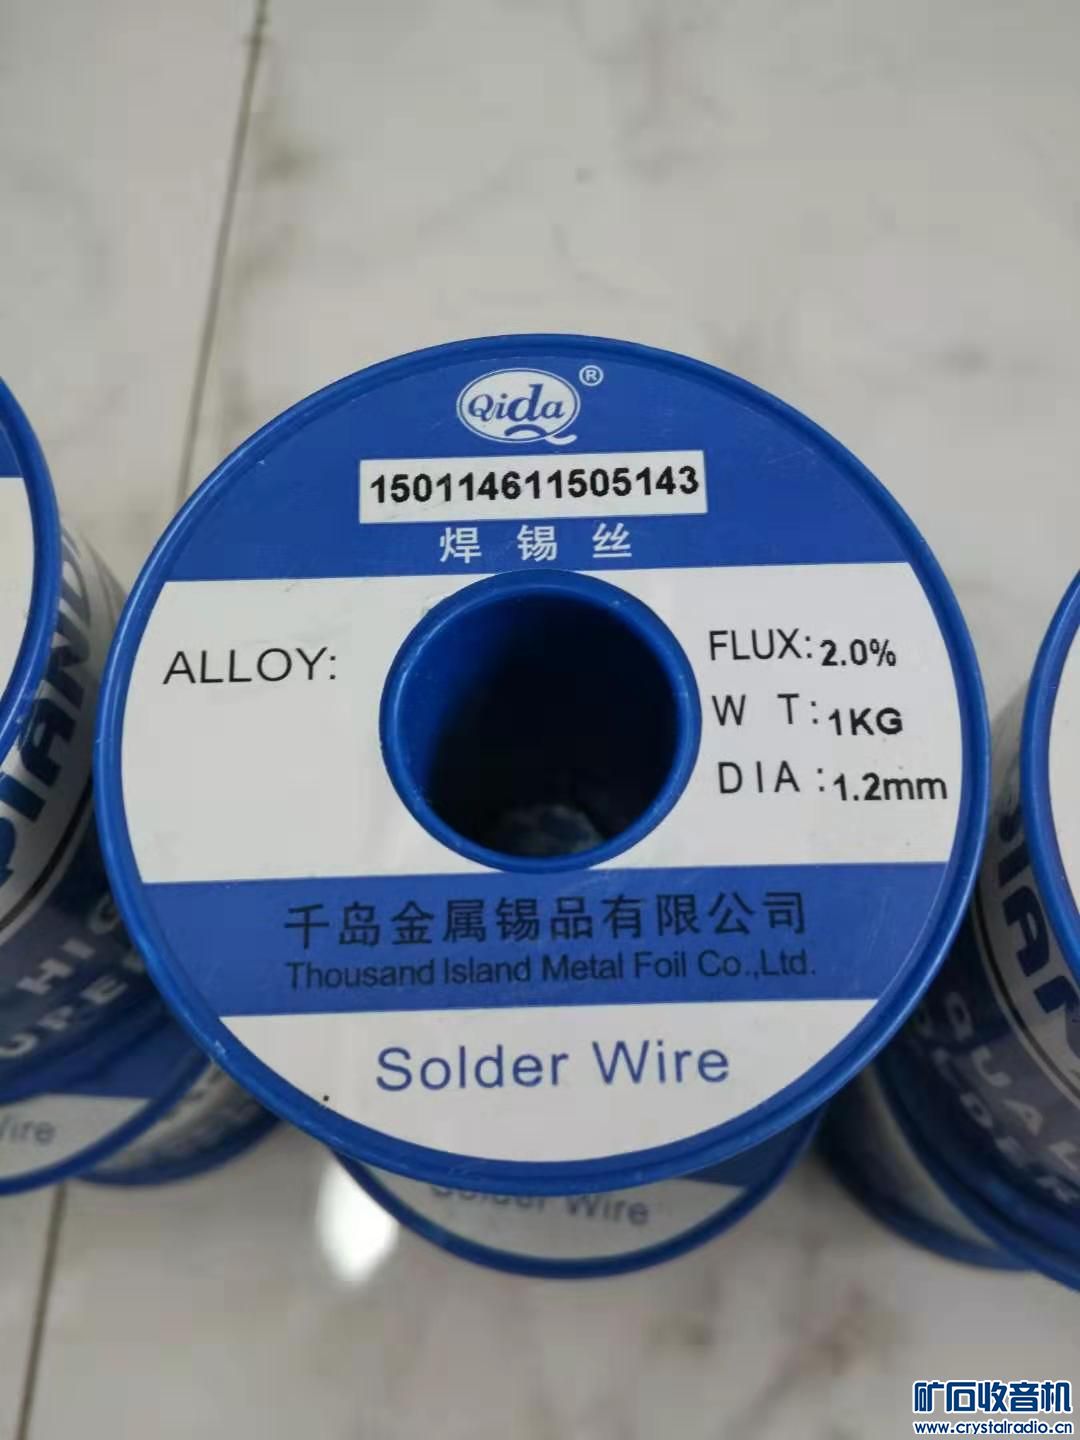 Qida ®
150114611505143
焊锡丝
ALLOY:
FLUX: 2.0%
W T: 1KG
DIA: 1.2mm
千岛金属锡品有限公司
Thousand Island Metal Foil Co.,Ltd.
Solder Wire
Solder Wire
矿石收音机
www.crystalradio.cn